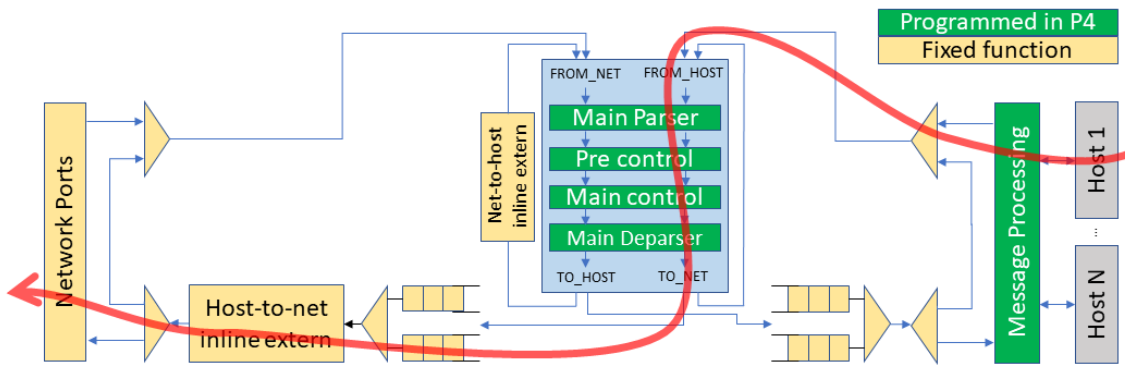 Programmed in P4
Fixed function
FROM_NET
FROM_HOST
Main Parser
Pre control
Main control
Main Deparser
TO_HOST
TO_NET
Net-to-host
inline extern
Network Ports
Host-to-net
inline extern
Message Processing
Host 1
...
Host N